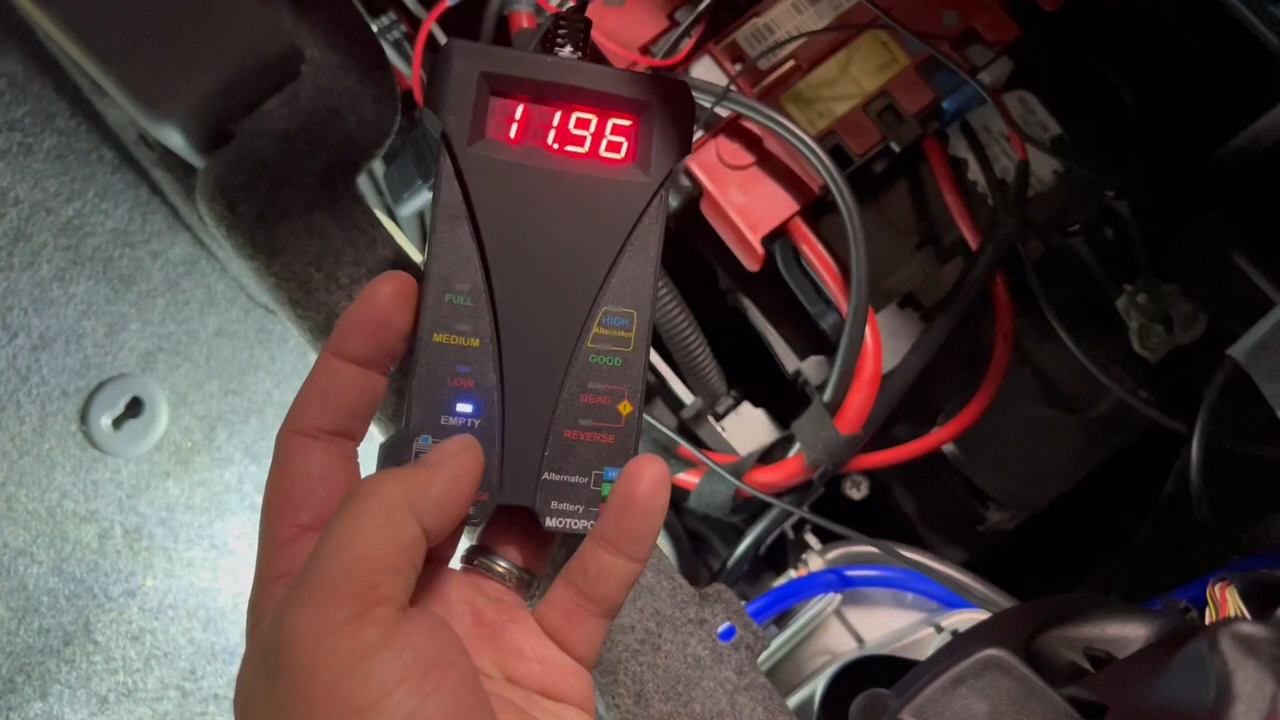 11.96
FULL
MEDIUM
LOW
EMPTY
HIGH
Alternator
GOOD
DEAD
REVERSE
Alternator
Battery